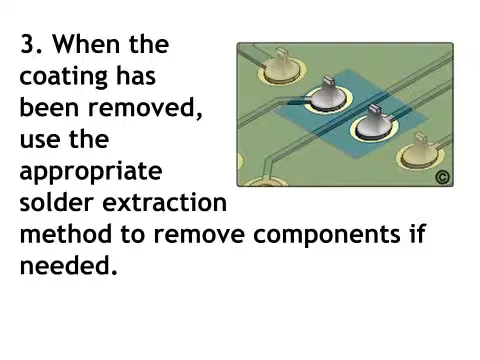 3. When the
coating has
been removed,
use the
appropriate
solder extraction
method to remove components if
needed.
©